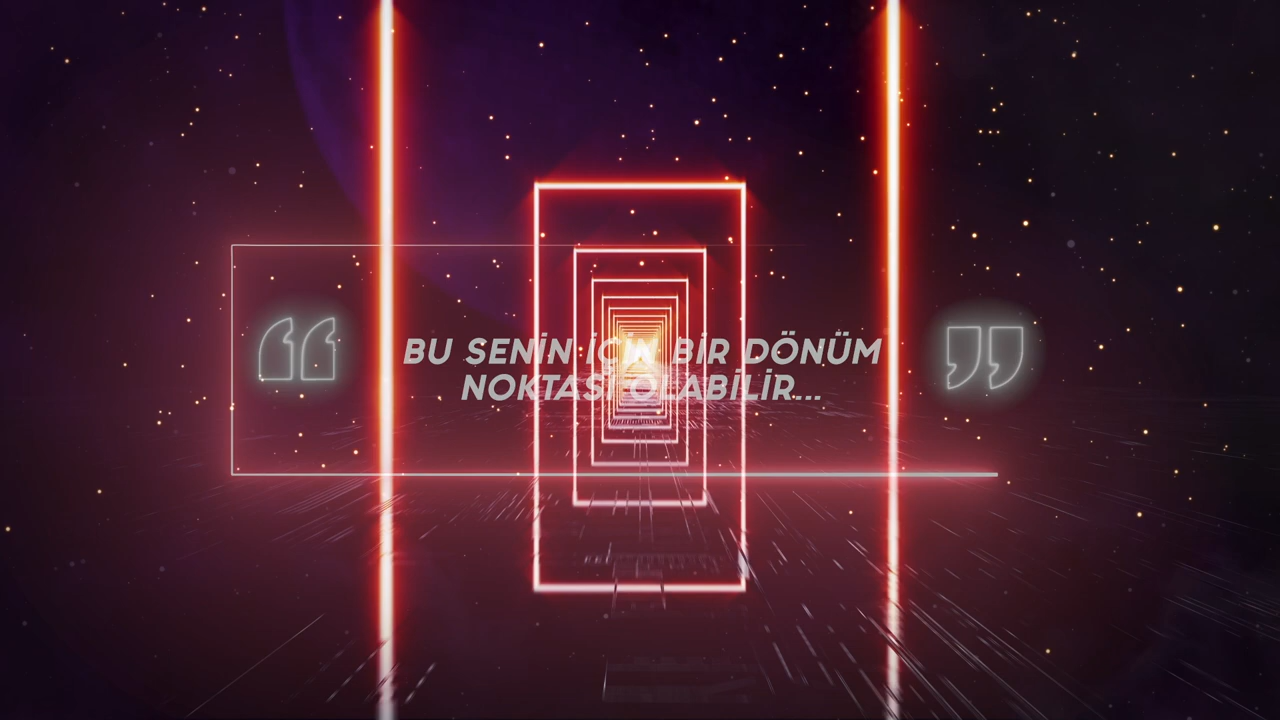 “ BU SENİN İÇİN BİR DÖNÜM ”
NOKTASI OLABİLİR...